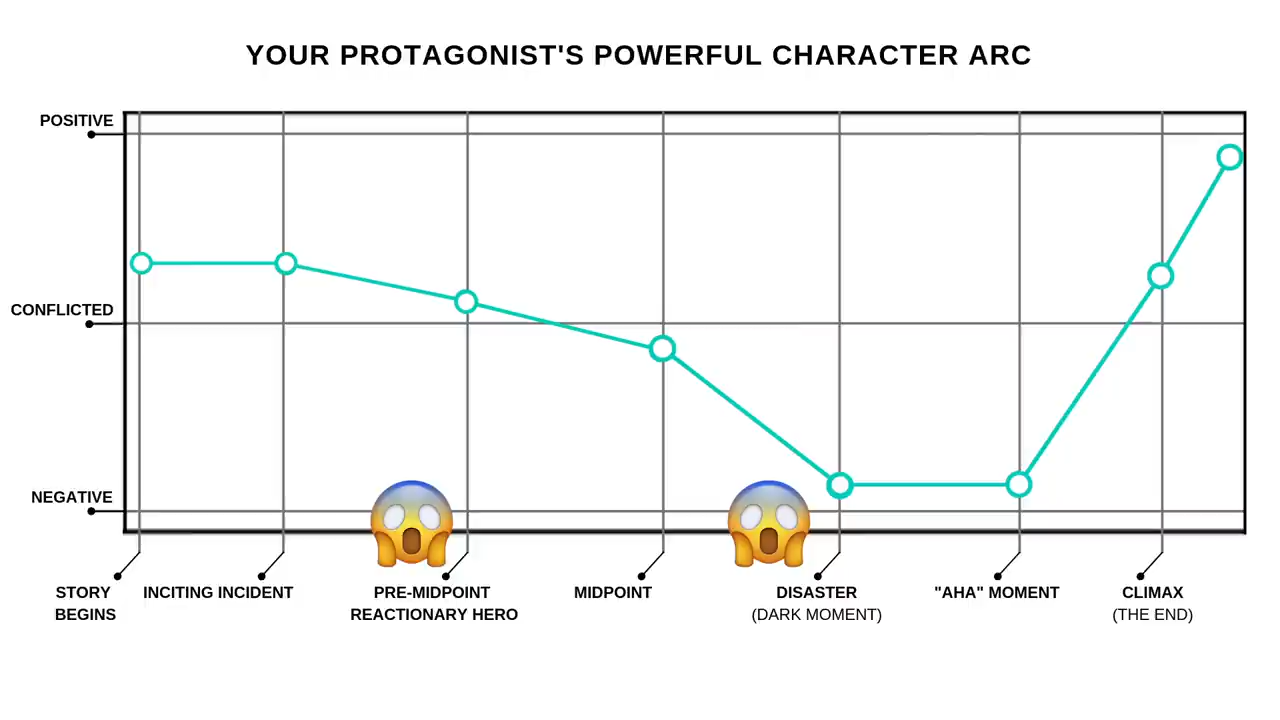 YOUR PROTAGONIST'S POWERFUL CHARACTER ARC
POSITIVE
CONFLICTED
NEGATIVE
STORY
BEGINS
INCITING INCIDENT
PRE-MIDPOINT
REACTIONARY HERO
MIDPOINT
DISASTER
(DARK MOMENT)
"AHA" MOMENT
CLIMAX
(THE END)